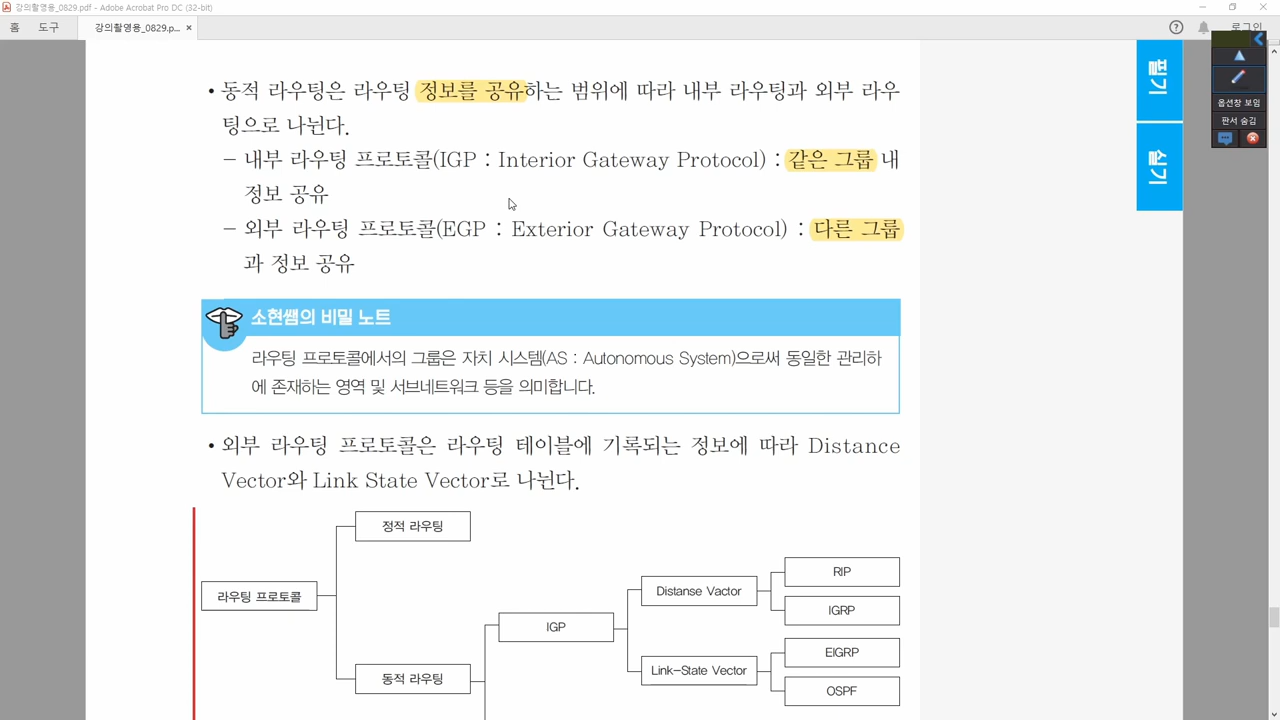 강의촬영용_0829.pdf - Adobe Acrobat Pro DC (32-bit)
홈 도구 강의촬영용_0829.p... × 로그인
옵션창 보임
판서 숨김
필기
실기
• 동적 라우팅은 라우팅 정보를 공유하는 범위에 따라 내부 라우팅과 외부 라우
팅으로 나뉜다.
- 내부 라우팅 프로토콜(IGP : Interior Gateway Protocol) : 같은 그룹 내
정보 공유
- 외부 라우팅 프로토콜(EGP : Exterior Gateway Protocol) : 다른 그룹
과 정보 공유
소현쌤의 비밀 노트
라우팅 프로토콜에서의 그룹은 자치 시스템(AS : Autonomous System)으로써 동일한 관리하
에 존재하는 영역 및 서브네트워크 등을 의미합니다.
• 외부 라우팅 프로토콜은 라우팅 테이블에 기록되는 정보에 따라 Distance
Vector와 Link State Vector로 나뉜다.
정적 라우팅
라우팅 프로토콜
동적 라우팅
IGP
Distanse Vactor
Link-State Vector
RIP
IGRP
EIGRP
OSPF